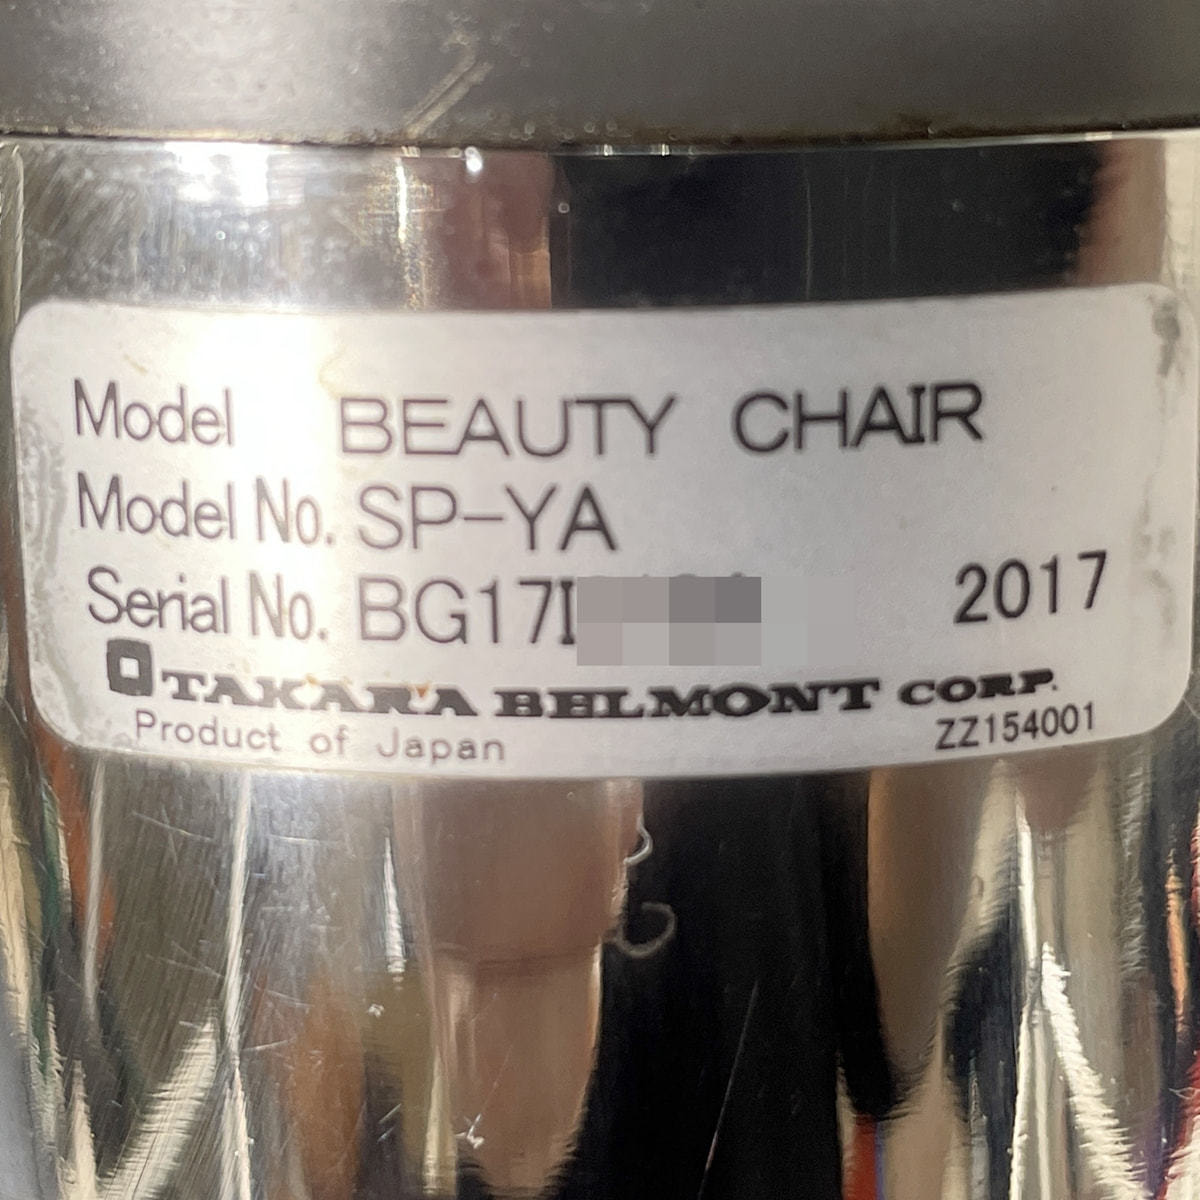 Model BEAUTY CHAIR
Model No. SP-YA
Serial No. BG17I 2017
TAKARA BELMONT CORP.
Product of Japan ZZ154001